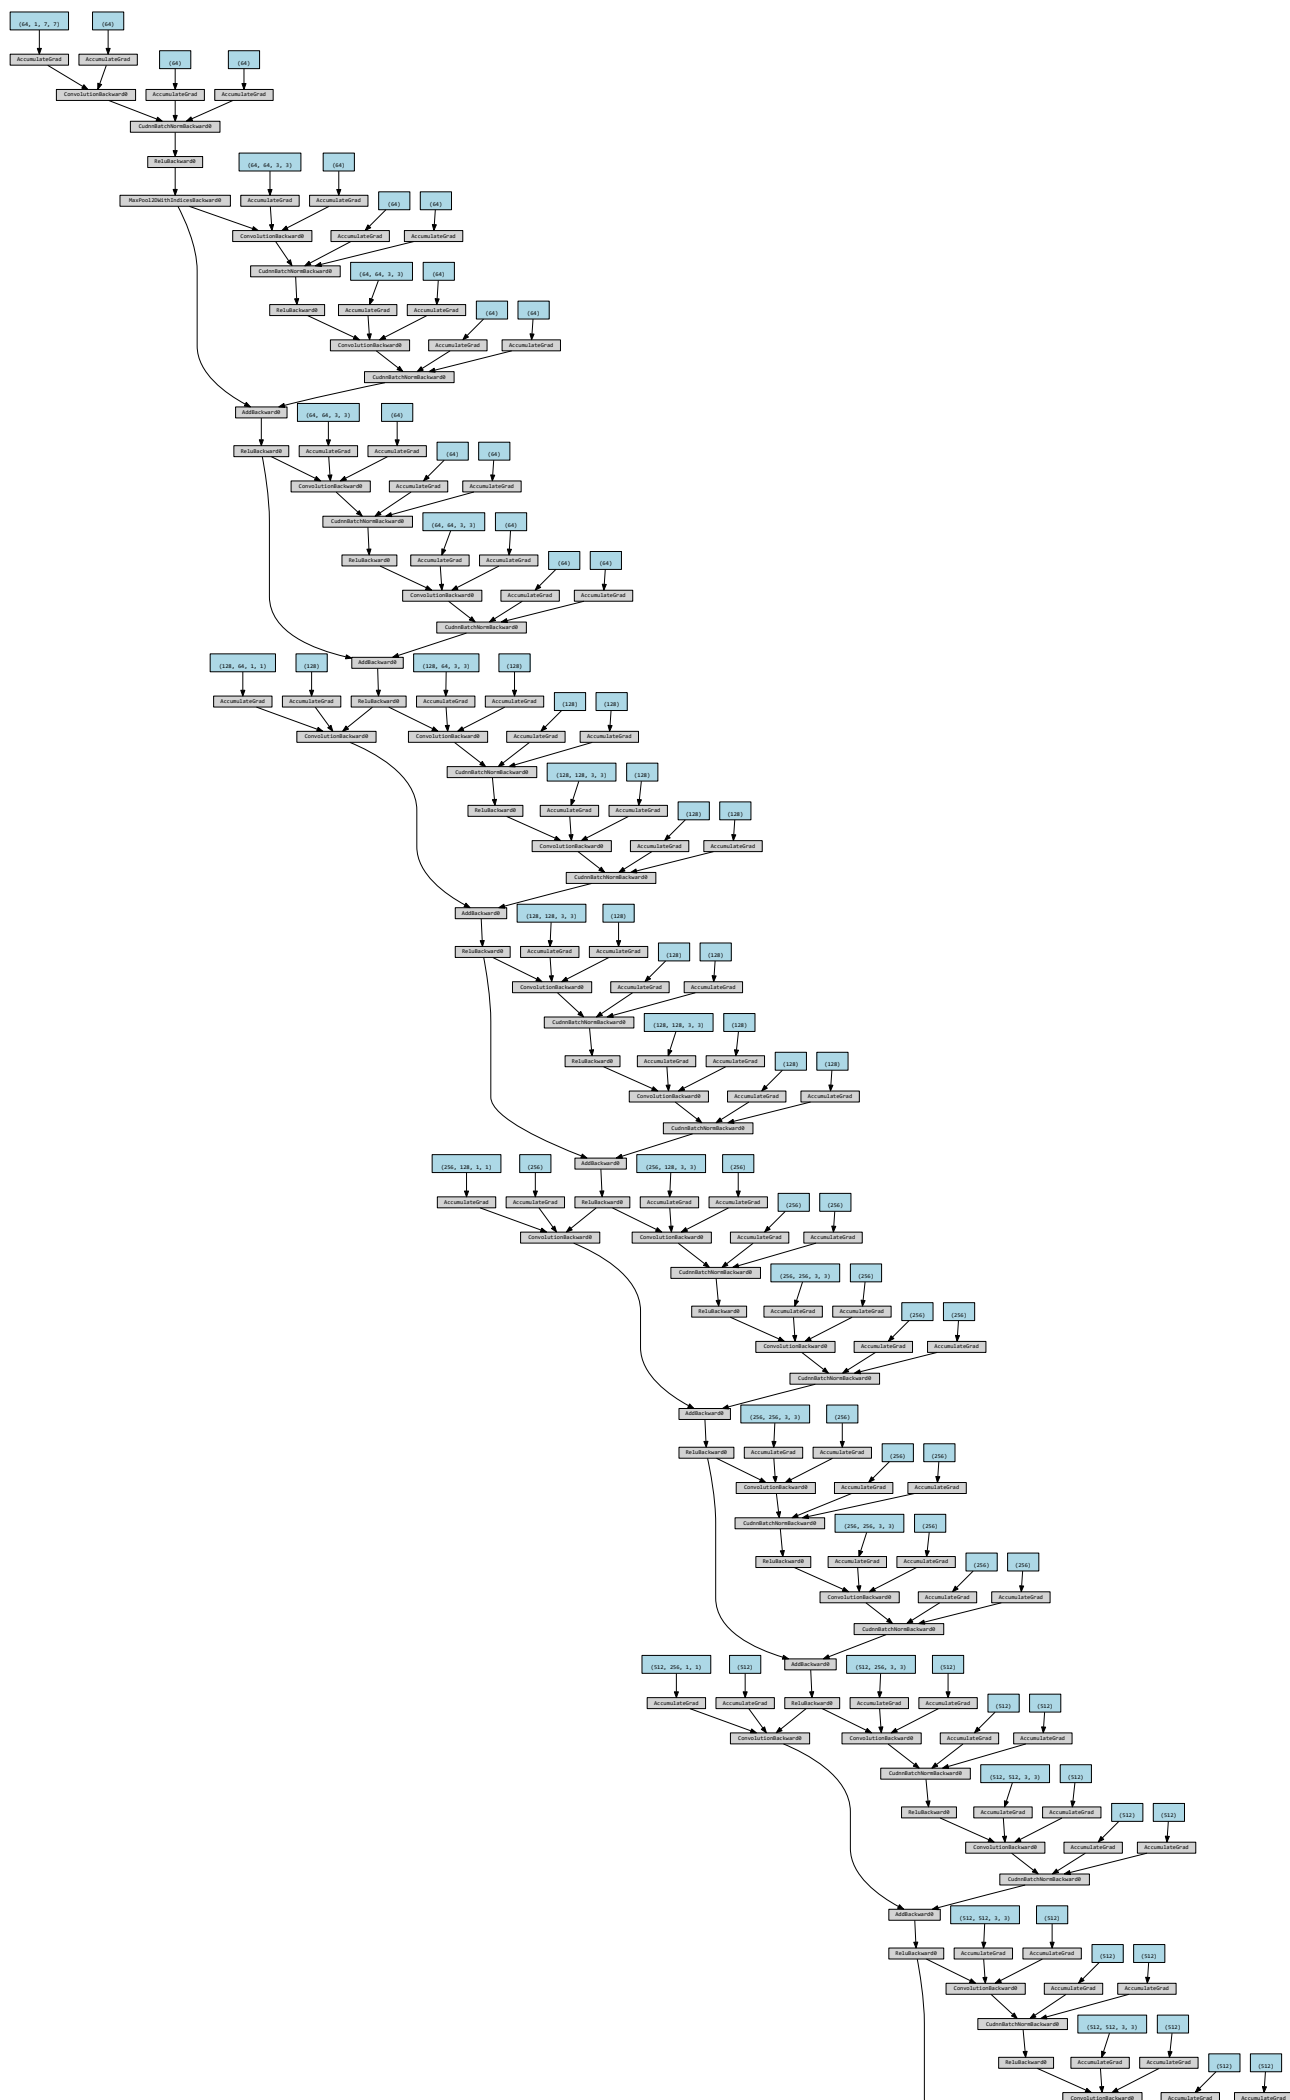 (64, 1, 7, 7) (64)
AccumulateGrad AccumulateGrad (64) (64)
ConvolutionBackward0 AccumulateGrad AccumulateGrad
CudnnBatchNormBackward0
ReluBackward0 (64, 64, 3, 3) (64)
MaxPool2DWithIndicesBackward0 AccumulateGrad AccumulateGrad (64) (64)
ConvolutionBackward0 AccumulateGrad AccumulateGrad
CudnnBatchNormBackward0 (64, 64, 3, 3) (64)
ReluBackward0 AccumulateGrad AccumulateGrad (64) (64)
ConvolutionBackward0 AccumulateGrad AccumulateGrad
CudnnBatchNormBackward0
AddBackward0 (64, 64, 3, 3) (64)
ReluBackward0 AccumulateGrad AccumulateGrad (64) (64)
ConvolutionBackward0 AccumulateGrad AccumulateGrad
CudnnBatchNormBackward0 (64, 64, 3, 3) (64)
ReluBackward0 AccumulateGrad AccumulateGrad (64) (64)
ConvolutionBackward0 AccumulateGrad AccumulateGrad
CudnnBatchNormBackward0
(128, 64, 1, 1) (128) AddBackward0 (128, 64, 3, 3) (128)
AccumulateGrad AccumulateGrad ReluBackward0 AccumulateGrad AccumulateGrad (128) (128)
ConvolutionBackward0 ConvolutionBackward0 AccumulateGrad AccumulateGrad
CudnnBatchNormBackward0 (128, 128, 3, 3) (128)
ReluBackward0 AccumulateGrad AccumulateGrad (128) (128)
ConvolutionBackward0 AccumulateGrad AccumulateGrad
CudnnBatchNormBackward0
AddBackward0 (128, 128, 3, 3) (128)
ReluBackward0 AccumulateGrad AccumulateGrad (128) (128)
ConvolutionBackward0 AccumulateGrad AccumulateGrad
CudnnBatchNormBackward0 (128, 128, 3, 3) (128)
ReluBackward0 AccumulateGrad AccumulateGrad (128) (128)
ConvolutionBackward0 AccumulateGrad AccumulateGrad
CudnnBatchNormBackward0
(256, 128, 1, 1) (256) AddBackward0 (256, 128, 3, 3) (256)
AccumulateGrad AccumulateGrad ReluBackward0 AccumulateGrad AccumulateGrad (256) (256)
ConvolutionBackward0 ConvolutionBackward0 AccumulateGrad AccumulateGrad
CudnnBatchNormBackward0 (256, 256, 3, 3) (256)
ReluBackward0 AccumulateGrad AccumulateGrad (256) (256)
ConvolutionBackward0 AccumulateGrad AccumulateGrad
CudnnBatchNormBackward0
AddBackward0 (256, 256, 3, 3) (256)
ReluBackward0 AccumulateGrad AccumulateGrad (256) (256)
ConvolutionBackward0 AccumulateGrad AccumulateGrad
CudnnBatchNormBackward0 (256, 256, 3, 3) (256)
ReluBackward0 AccumulateGrad AccumulateGrad (256) (256)
ConvolutionBackward0 AccumulateGrad AccumulateGrad
CudnnBatchNormBackward0
(512, 256, 1, 1) (512) AddBackward0 (512, 256, 3, 3) (512)
AccumulateGrad AccumulateGrad ReluBackward0 AccumulateGrad AccumulateGrad (512) (512)
ConvolutionBackward0 ConvolutionBackward0 AccumulateGrad AccumulateGrad
CudnnBatchNormBackward0 (512, 512, 3, 3) (512)
ReluBackward0 AccumulateGrad AccumulateGrad (512) (512)
ConvolutionBackward0 AccumulateGrad AccumulateGrad
CudnnBatchNormBackward0
AddBackward0 (512, 512, 3, 3) (512)
ReluBackward0 AccumulateGrad AccumulateGrad (512) (512)
ConvolutionBackward0 AccumulateGrad AccumulateGrad
CudnnBatchNormBackward0 (512, 512, 3, 3) (512)
ReluBackward0 AccumulateGrad AccumulateGrad (512) (512)
ConvolutionBackward0 AccumulateGrad AccumulateGrad